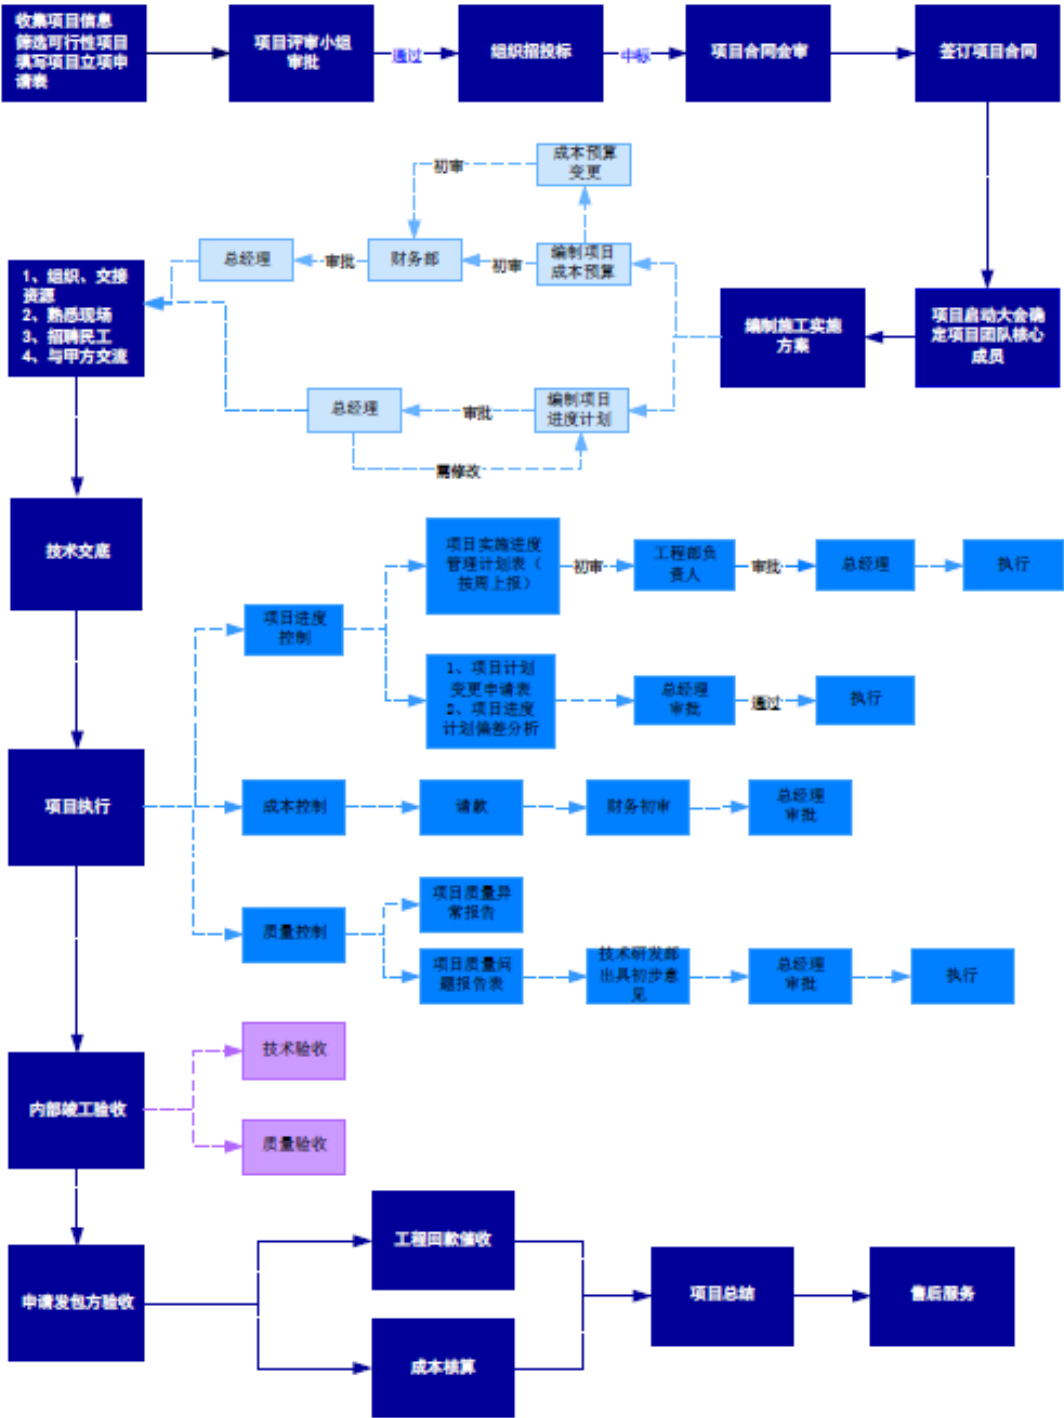 收集项目信息
筛选可行性项目
填写项目立项申
请表
项目评审小组
审批
通过
组织招投标
中标
项目合同会审
签订项目合同
成本预算
变更
初审
总经理
审批
财务部
初审
编制项目
成本预算
1、组织、交接
资源
2、熟悉现场
3、招聘民工
4、与甲方交流
编制施工实施
方案
项目启动大会确
定项目团队核心
成员
总经理
审批
编制项目
进度计划
需修改
技术交底
项目实施进度
管理计划表（
按周上报）
初审
工程部负
责人
审批
总经理
执行
项目进度
控制
1、项目计划
变更申请表
2、项目进度
计划偏差分析
总经理
审批
通过
执行
项目执行
成本控制
请款
财务初审
总经理
审批
项目质量异
常报告
质量控制
项目质量问
题报告表
技术研发部
出具初步意
见
总经理
审批
执行
技术验收
内部竣工验收
质量验收
工程回款催收
申请发包方验收
项目总结
售后服务
成本核算